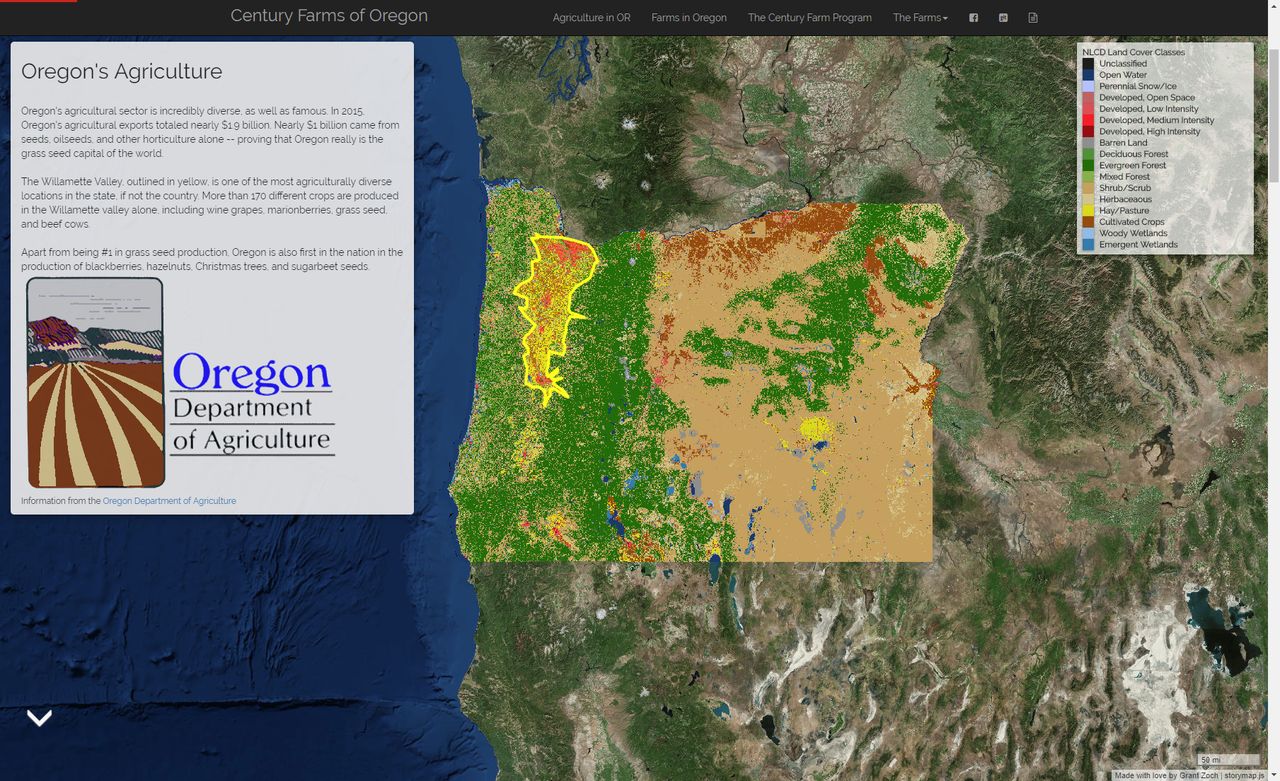 Century Farms of Oregon
Agriculture in OR
Farms in Oregon
The Century Farm Program
The Farms
Oregon's Agriculture
Oregon's agricultural sector is incredibly diverse, as well as famous. In 2015,
Oregon's agricultural exports totaled nearly $1.9 billion. Nearly $1 billion came from
seeds, oilseeds, and other horticulture alone -- proving that Oregon really is the
grass seed capital of the world.
The Willamette Valley, outlined in yellow, is one of the most agriculturally diverse
locations in the state, if not the country. More than 170 different crops are produced
in the Willamette valley alone, including wine grapes, marionberries, grass seed,
and beef cows.
Apart from being #1 in grass seed production, Oregon is also first in the nation in the
production of blackberries, hazelnuts, Christmas trees, and sugarbeet seeds.
Oregon
Department
of Agriculture
Information from the Oregon Department of Agriculture
NLCD Land Cover Classes
Unclassified
Open Water
Perennial Snow/Ice
Developed, Open Space
Developed, Low Intensity
Developed, Medium Intensity
Developed, High Intensity
Barren Land
Deciduous Forest
Evergreen Forest
Mixed Forest
Shrub/Scrub
Herbaceous
Hay/Pasture
Cultivated Crops
Woody Wetlands
Emergent Wetlands
50 mi
Made with love by Grant Zoch | storymap.js